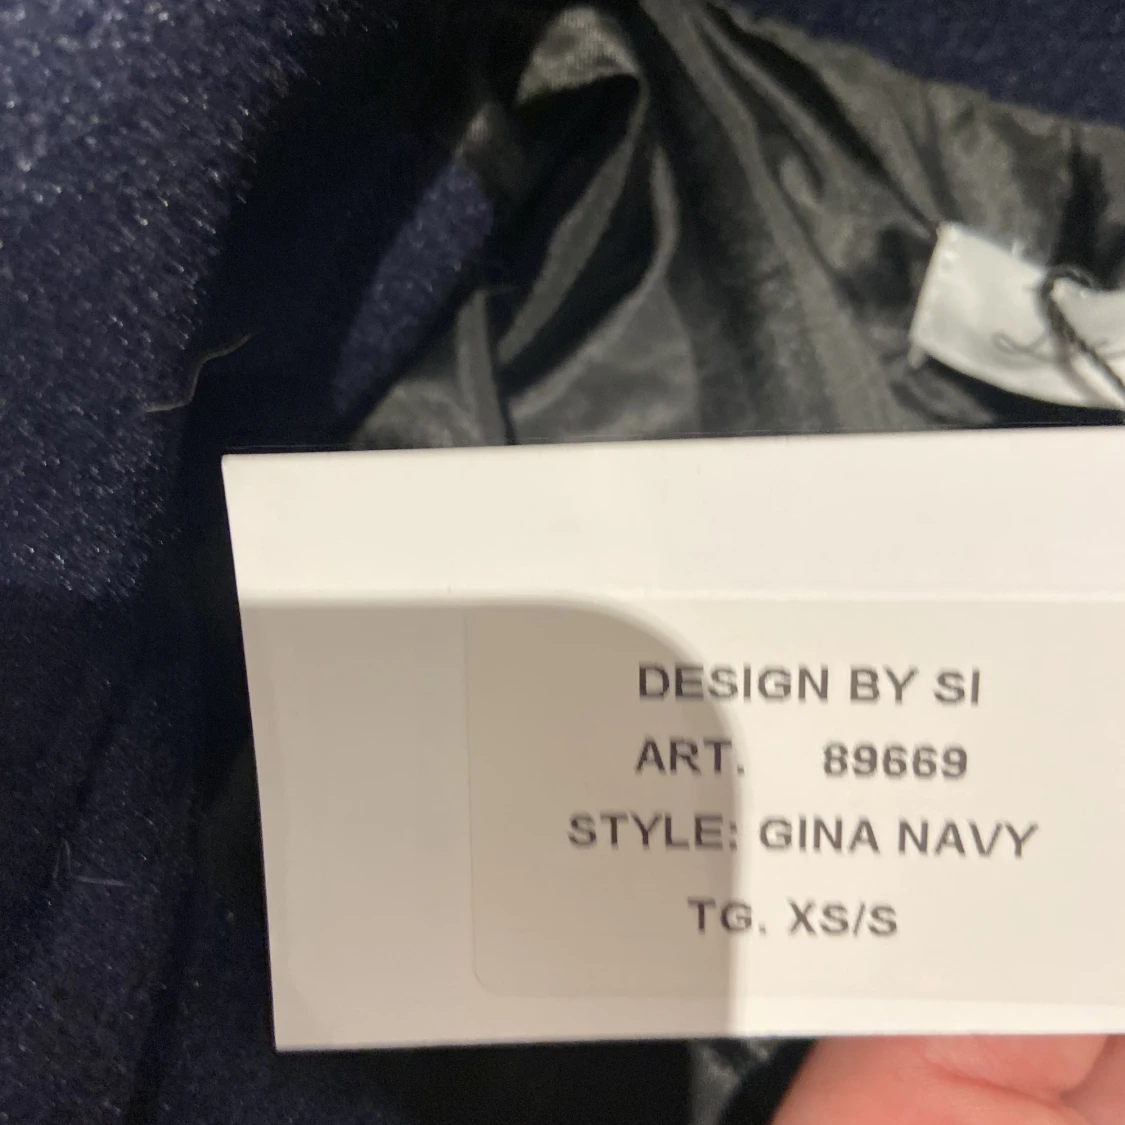 DESIGN BY SI
ART. 89669
STYLE: GINA NAVY
TG. XS/S